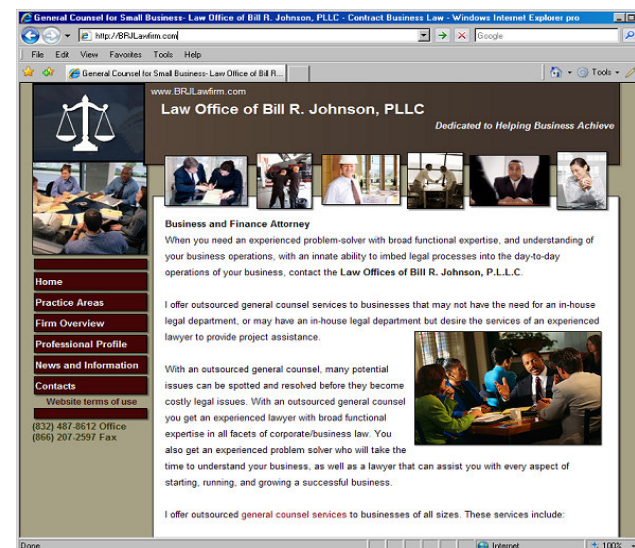 General Counsel for Small Business- Law Office of Bill R. Johnson, PLLC - Contract Business Law - Windows Internet Explorer pro
http://BRJLawfirm.com
Google
File Edit View Favorites Tools Help
General Counsel for Small Business- Law Office of Bill R...
Tools
www.BRJLawfirm.com
Law Office of Bill R. Johnson, PLLC
Dedicated to Helping Business Achieve
Home
Practice Areas
Firm Overview
Professional Profile
News and Information
Contacts
Website terms of use
(832) 487-8612 Office
(866) 207-2597 Fax
Business and Finance Attorney
When you need an experienced problem-solver with broad functional expertise, and understanding of
your business operations, with an innate ability to imbed legal processes into the day-to-day
operations of your business, contact the Law Offices of Bill R. Johnson, P.L.L.C.
I offer outsourced general counsel services to businesses that may not have the need for an in-house
legal department, or may have an in-house legal department but desire the services of an experienced
lawyer to provide project assistance.
With an outsourced general counsel, many potential
issues can be spotted and resolved before they become
costly legal issues. With an outsourced general counsel
you get an experienced lawyer with broad functional
expertise in all facets of corporate/business law. You
also get an experienced problem solver who will take the
time to understand your business, as well as a lawyer that can assist you with every aspect of
starting, running, and growing a successful business.
I offer outsourced general counsel services to businesses of all sizes. These services include:
Done
Internet
100%